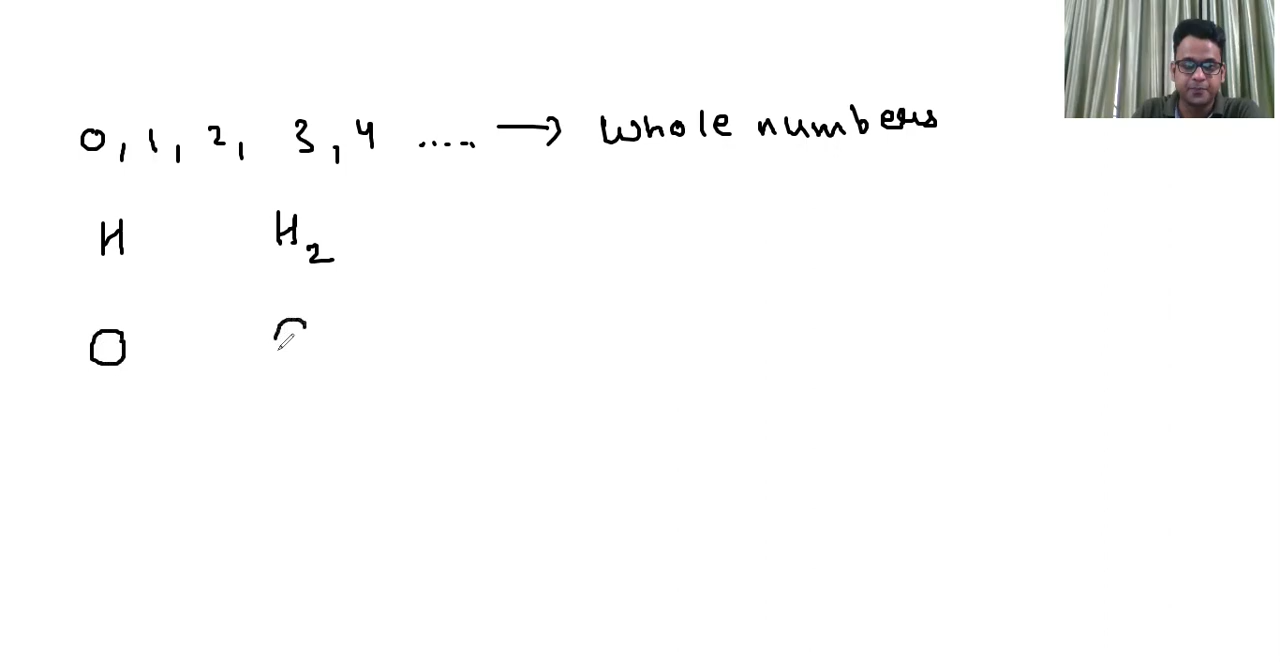 0, 1, 2, 3, 4 ..... → Whole numbers
H H₂
O